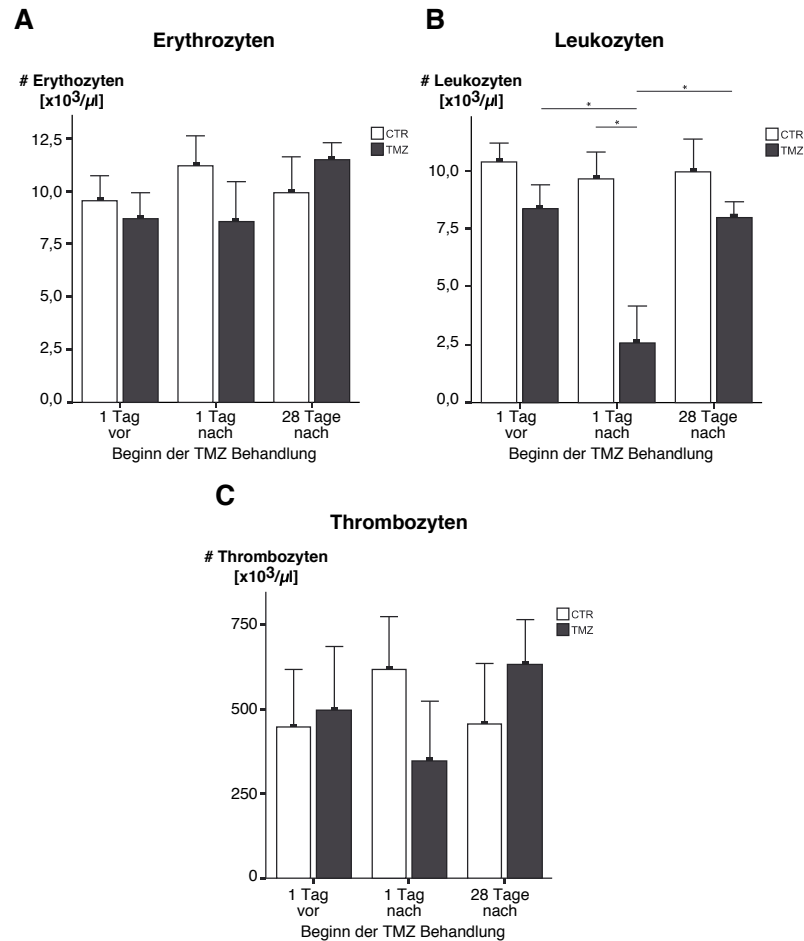 A
Erythrozyten
# Erythozyten
[x10³/µl]
12,5
10,0
7,5
5,0
2,5
0,0
CTR
TMZ
1 Tag 1 Tag 28 Tage
vor nach nach
Beginn der TMZ Behandlung
B
Leukozyten
# Leukozyten
[x10³/µl]
*
*
*
10,0
7,5
5,0
2,5
0,0
CTR
TMZ
1 Tag 1 Tag 28 Tage
vor nach nach
Beginn der TMZ Behandlung
C
Thrombozyten
# Thrombozyten
[x10³/µl]
750
500
250
0
CTR
TMZ
1 Tag 1 Tag 28 Tage
vor nach nach
Beginn der TMZ Behandlung